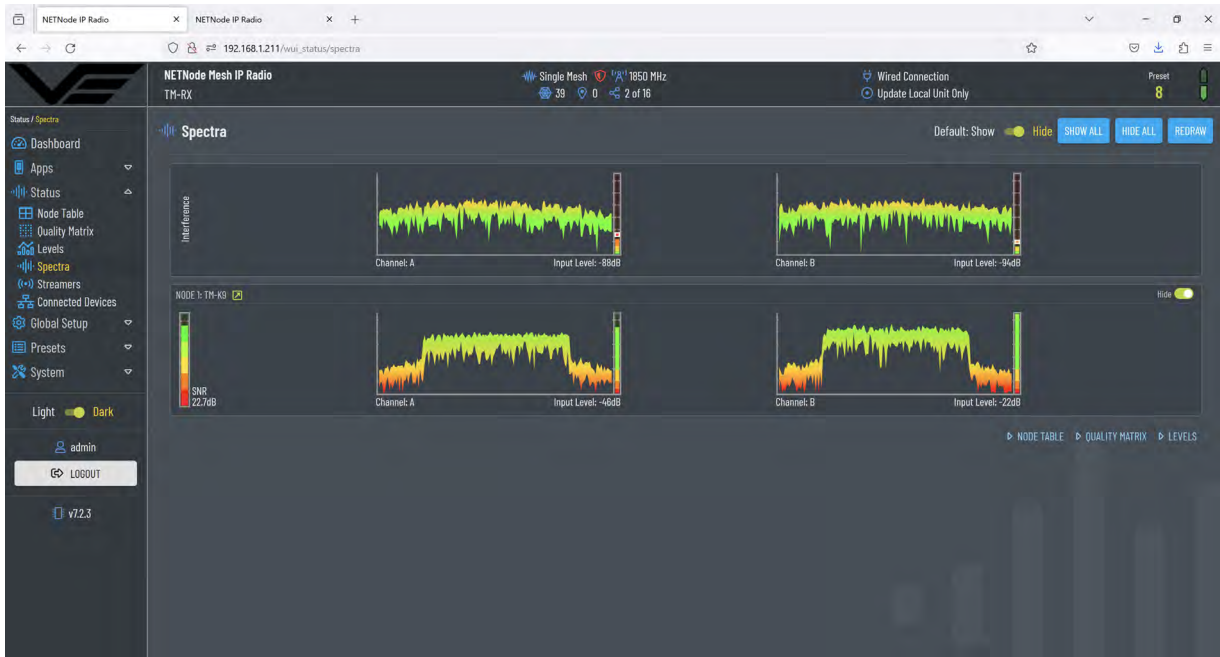 NETNode IP Radio
NETNode IP Radio
192.168.1.211/wui_status/spectra
NETNode Mesh IP Radio
TM-RX
Single Mesh 1850 MHz
39 0 2 of 16
Wired Connection
Update Local Unit Only
Preset
8
Status / Spectra
Dashboard
Apps
Status
Node Table
Quality Matrix
Levels
Spectra
Streamers
Connected Devices
Global Setup
Presets
System
Light Dark
admin
LOGOUT
v7.2.3
Spectra
Default: Show Hide SHOW ALL HIDE ALL REDRAW
Interference
Channel: A Input Level: -88dB
Channel: B Input Level: -94dB
NODE 1: TM-K9
Hide
SNR
22.7dB
Channel: A Input Level: -46dB
Channel: B Input Level: -22dB
NODE TABLE QUALITY MATRIX LEVELS